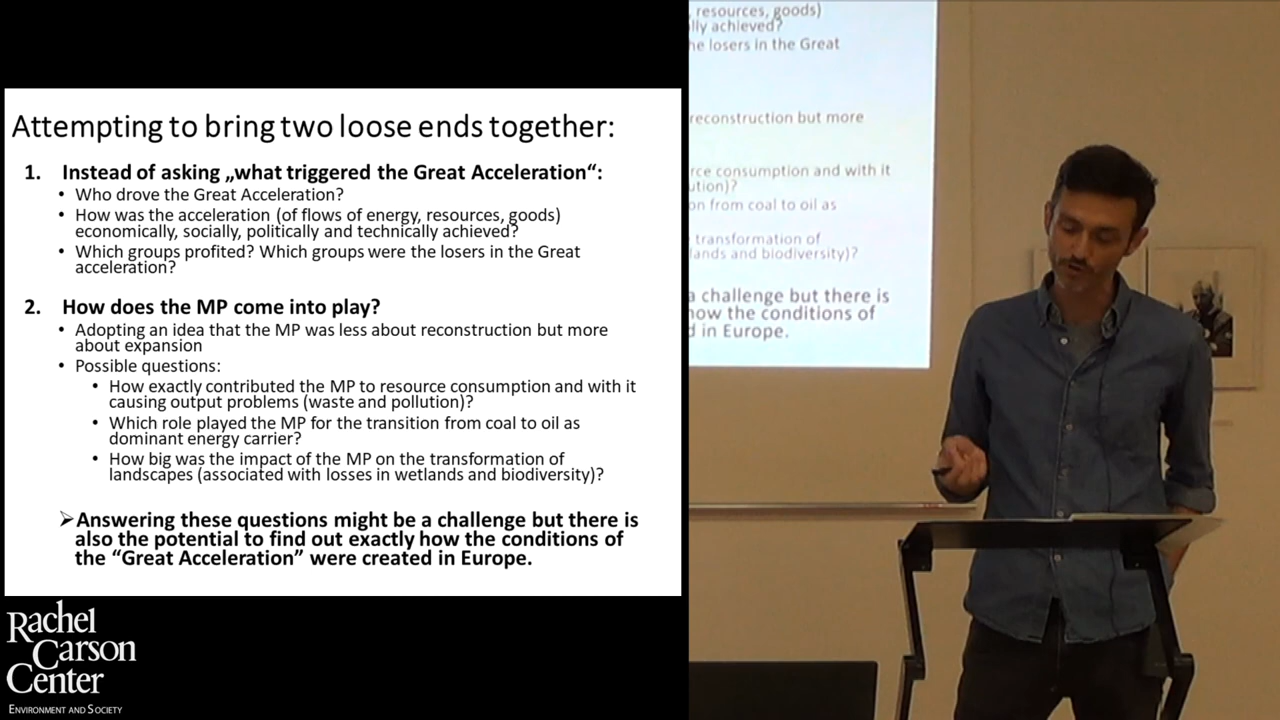 Attempting to bring two loose ends together:
1. Instead of asking „what triggered the Great Acceleration“:
• Who drove the Great Acceleration?
• How was the acceleration (of flows of energy, resources, goods)
economically, socially, politically and technically achieved?
• Which groups profited? Which groups were the losers in the Great
acceleration?
2. How does the MP come into play?
• Adopting an idea that the MP was less about reconstruction but more
about expansion
• Possible questions:
• How exactly contributed the MP to resource consumption and with it
causing output problems (waste and pollution)?
• Which role played the MP for the transition from coal to oil as
dominant energy carrier?
• How big was the impact of the MP on the transformation of
landscapes (associated with losses in wetlands and biodiversity)?
➢Answering these questions might be a challenge but there is
also the potential to find out exactly how the conditions of
the “Great Acceleration” were created in Europe.
Rachel
Carson
Center
Environment and Society
, resources, goods)
lly achieved?
he losers in the Great
reconstruction but more
rce consumption and with it
ution)?
on from coal to oil as
transformation of
lands and biodiversity)?
a challenge but there is
how the conditions of
d in Europe.